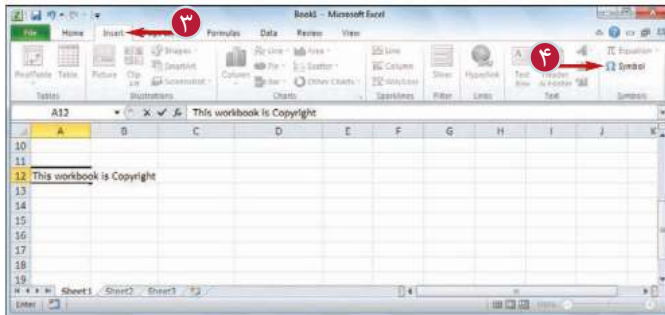 Book1 - Microsoft Excel
File Home Insert Formulas Data Review View
۳
PivotTable Table Picture Clip Art Shapes SmartArt Screenshot Column Line Pie Bar Area Scatter Other Charts Line Column Win/Loss Slicer Hyperlink Text Box Header & Footer Equation Symbol
۴
Tables Illustrations Charts Sparklines Filter Links Text Symbols
A12 This workbook is Copyright
A B C D E F G H I J K
10
11
12 This workbook is Copyright
13
14
15
16
17
18
19
Sheet1 Sheet2 Sheet3
Enter